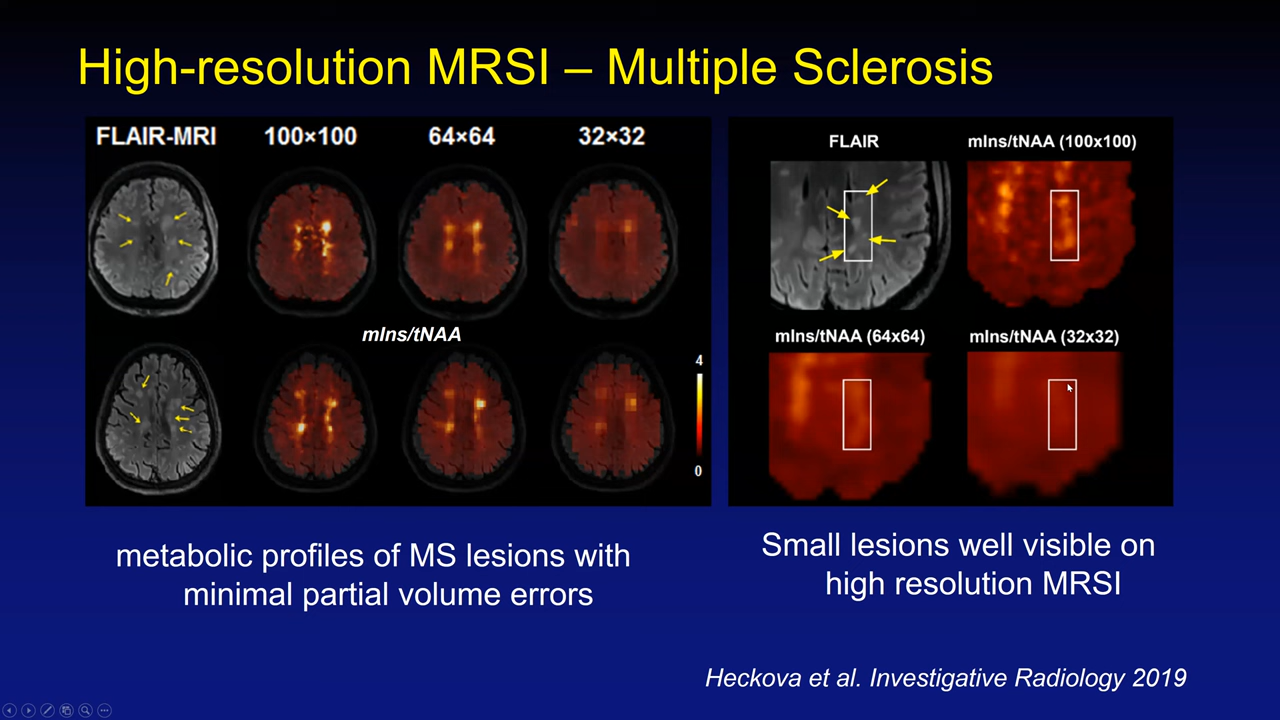 High-resolution MRSI – Multiple Sclerosis
FLAIR-MRI 100×100 64×64 32×32
mIns/tNAA
4
0
FLAIR mIns/tNAA (100x100)
mIns/tNAA (64x64) mIns/tNAA (32x32)
metabolic profiles of MS lesions with
minimal partial volume errors
Small lesions well visible on
high resolution MRSI
Heckova et al. Investigative Radiology 2019